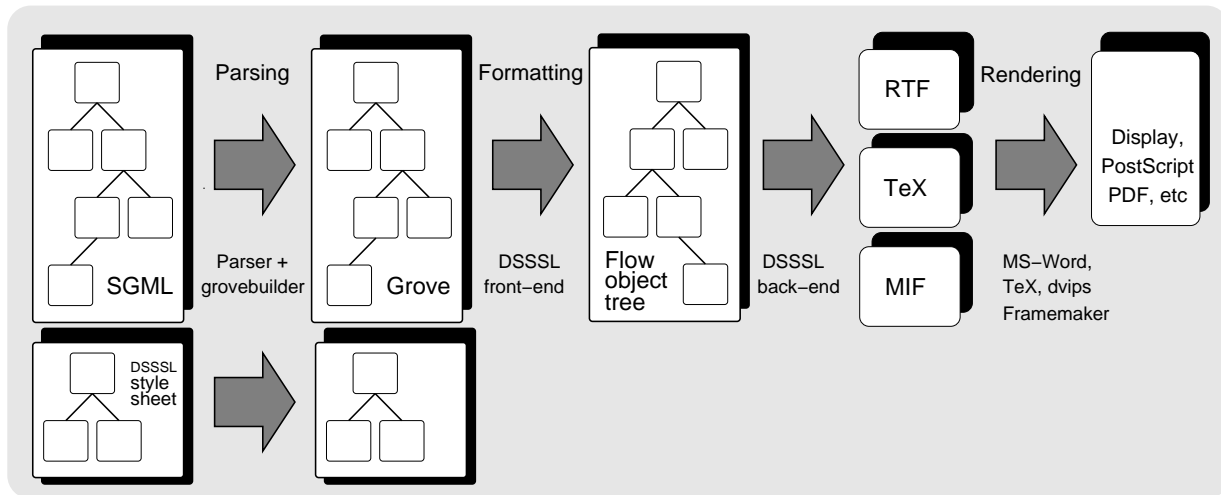 Parsing
Formatting
Rendering
RTF
TeX
MIF
Display,
PostScript
PDF, etc
SGML
Parser +
grovebuilder
Grove
DSSSL
front−end
Flow
object
tree
DSSSL
back−end
MS−Word,
TeX, dvips
Framemaker
DSSSL
style
sheet